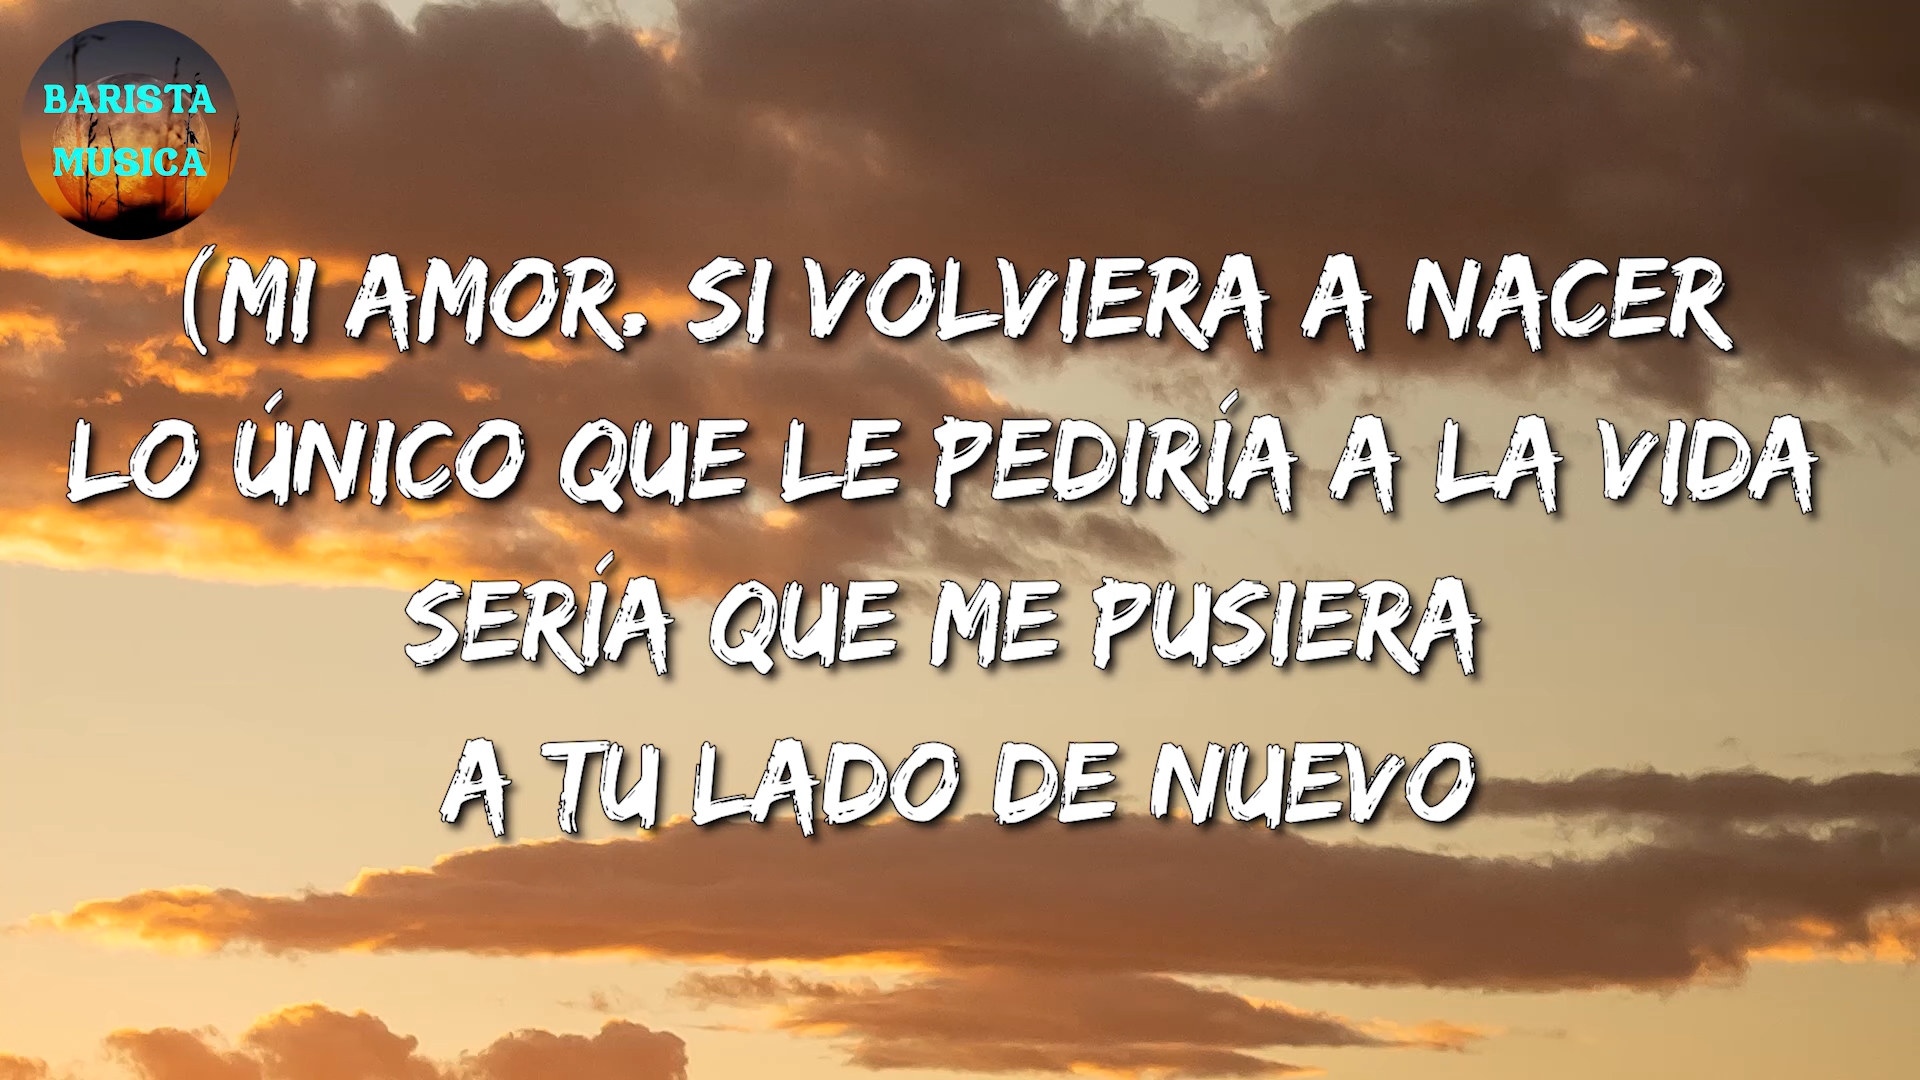 BARISTA
MUSICA
(MI AMOR. SI VOLVIERA A NACER
LO ÚNICO QUE LE PEDIRÍA A LA VIDA
SERÍA QUE ME PUSIERA
A TU LADO DE NUEVO